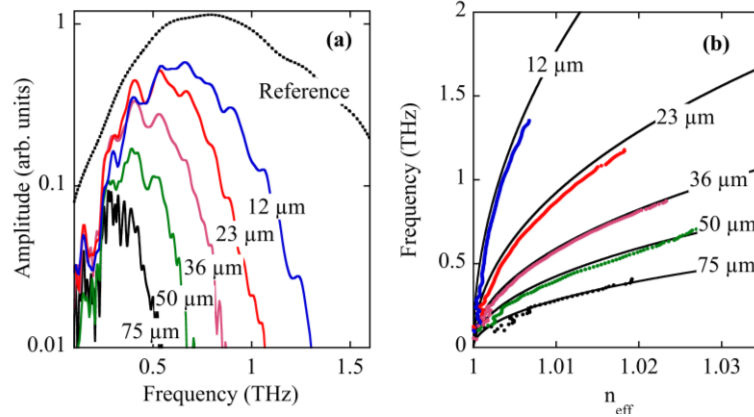 (a)
1
Reference
0.1
12 µm
23 µm
36 µm
50 µm
75 µm
0.01
0.5
1
1.5
Amplitude (arb. units)
Frequency (THz)
(b)
2
12 µm
1.5
23 µm
1
36 µm
50 µm
0.5
75 µm
0
1
1.01
1.02
1.03
Frequency (THz)
n_eff